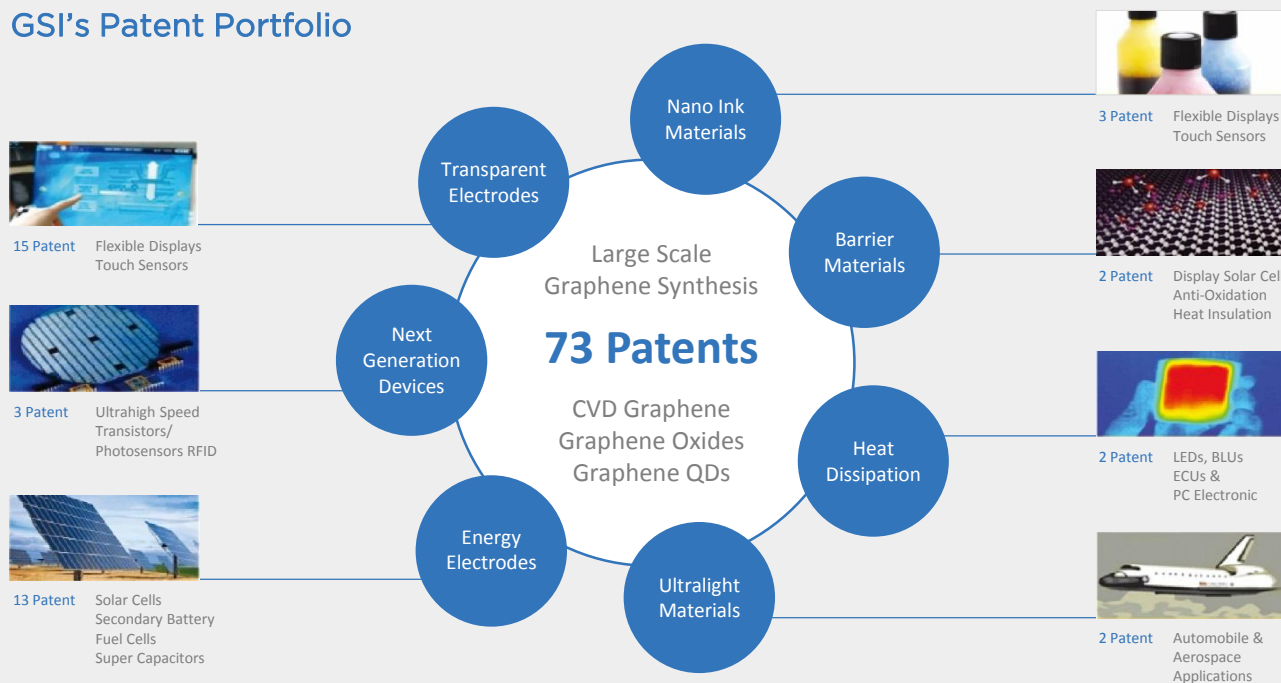 GSI's Patent Portfolio
Nano Ink
Materials
3 Patent Flexible Displays
Touch Sensors
Transparent
Electrodes
15 Patent Flexible Displays
Touch Sensors
Barrier
Materials
2 Patent Display Solar Cell
Anti-Oxidation
Heat Insulation
Large Scale
Graphene Synthesis
73 Patents
CVD Graphene
Graphene Oxides
Graphene QDs
Next
Generation
Devices
3 Patent Ultrahigh Speed
Transistors/
Photosensors RFID
Heat
Dissipation
2 Patent LEDs, BLUs
ECUs &
PC Electronic
Energy
Electrodes
13 Patent Solar Cells
Secondary Battery
Fuel Cells
Super Capacitors
Ultralight
Materials
2 Patent Automobile &
Aerospace
Applications